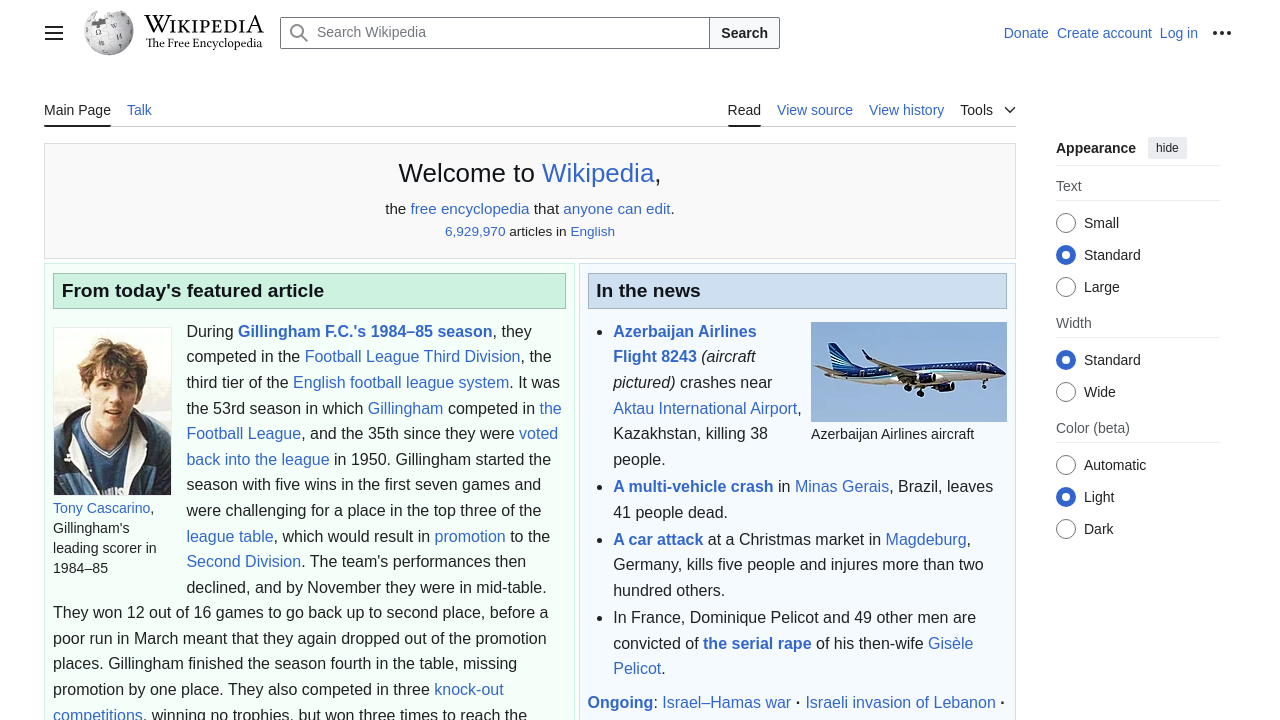 WIKIPEDIA
The Free Encyclopedia
Search Wikipedia
Search
Donate Create account Log in
Main Page Talk
Read View source View history Tools
Welcome to Wikipedia,
the free encyclopedia that anyone can edit.
6,929,970 articles in English
From today's featured article
Tony Cascarino,
Gillingham's
leading scorer in
1984–85
During Gillingham F.C.'s 1984–85 season, they
competed in the Football League Third Division, the
third tier of the English football league system. It was
the 53rd season in which Gillingham competed in the
Football League, and the 35th since they were voted
back into the league in 1950. Gillingham started the
season with five wins in the first seven games and
were challenging for a place in the top three of the
league table, which would result in promotion to the
Second Division. The team's performances then
declined, and by November they were in mid-table.
They won 12 out of 16 games to go back up to second place, before a
poor run in March meant that they again dropped out of the promotion
places. Gillingham finished the season fourth in the table, missing
promotion by one place. They also competed in three knock-out
competitions, winning no trophies, but won three times to reach the
In the news
Azerbaijan Airlines
Flight 8243 (aircraft
pictured) crashes near
Aktau International Airport,
Kazakhstan, killing 38
people.
Azerbaijan Airlines aircraft
A multi-vehicle crash in Minas Gerais, Brazil, leaves
41 people dead.
A car attack at a Christmas market in Magdeburg,
Germany, kills five people and injures more than two
hundred others.
In France, Dominique Pelicot and 49 other men are
convicted of the serial rape of his then-wife Gisèle
Pelicot.
Ongoing: Israel–Hamas war · Israeli invasion of Lebanon ·
Appearance hide
Text
Small
Standard
Large
Width
Standard
Wide
Color (beta)
Automatic
Light
Dark